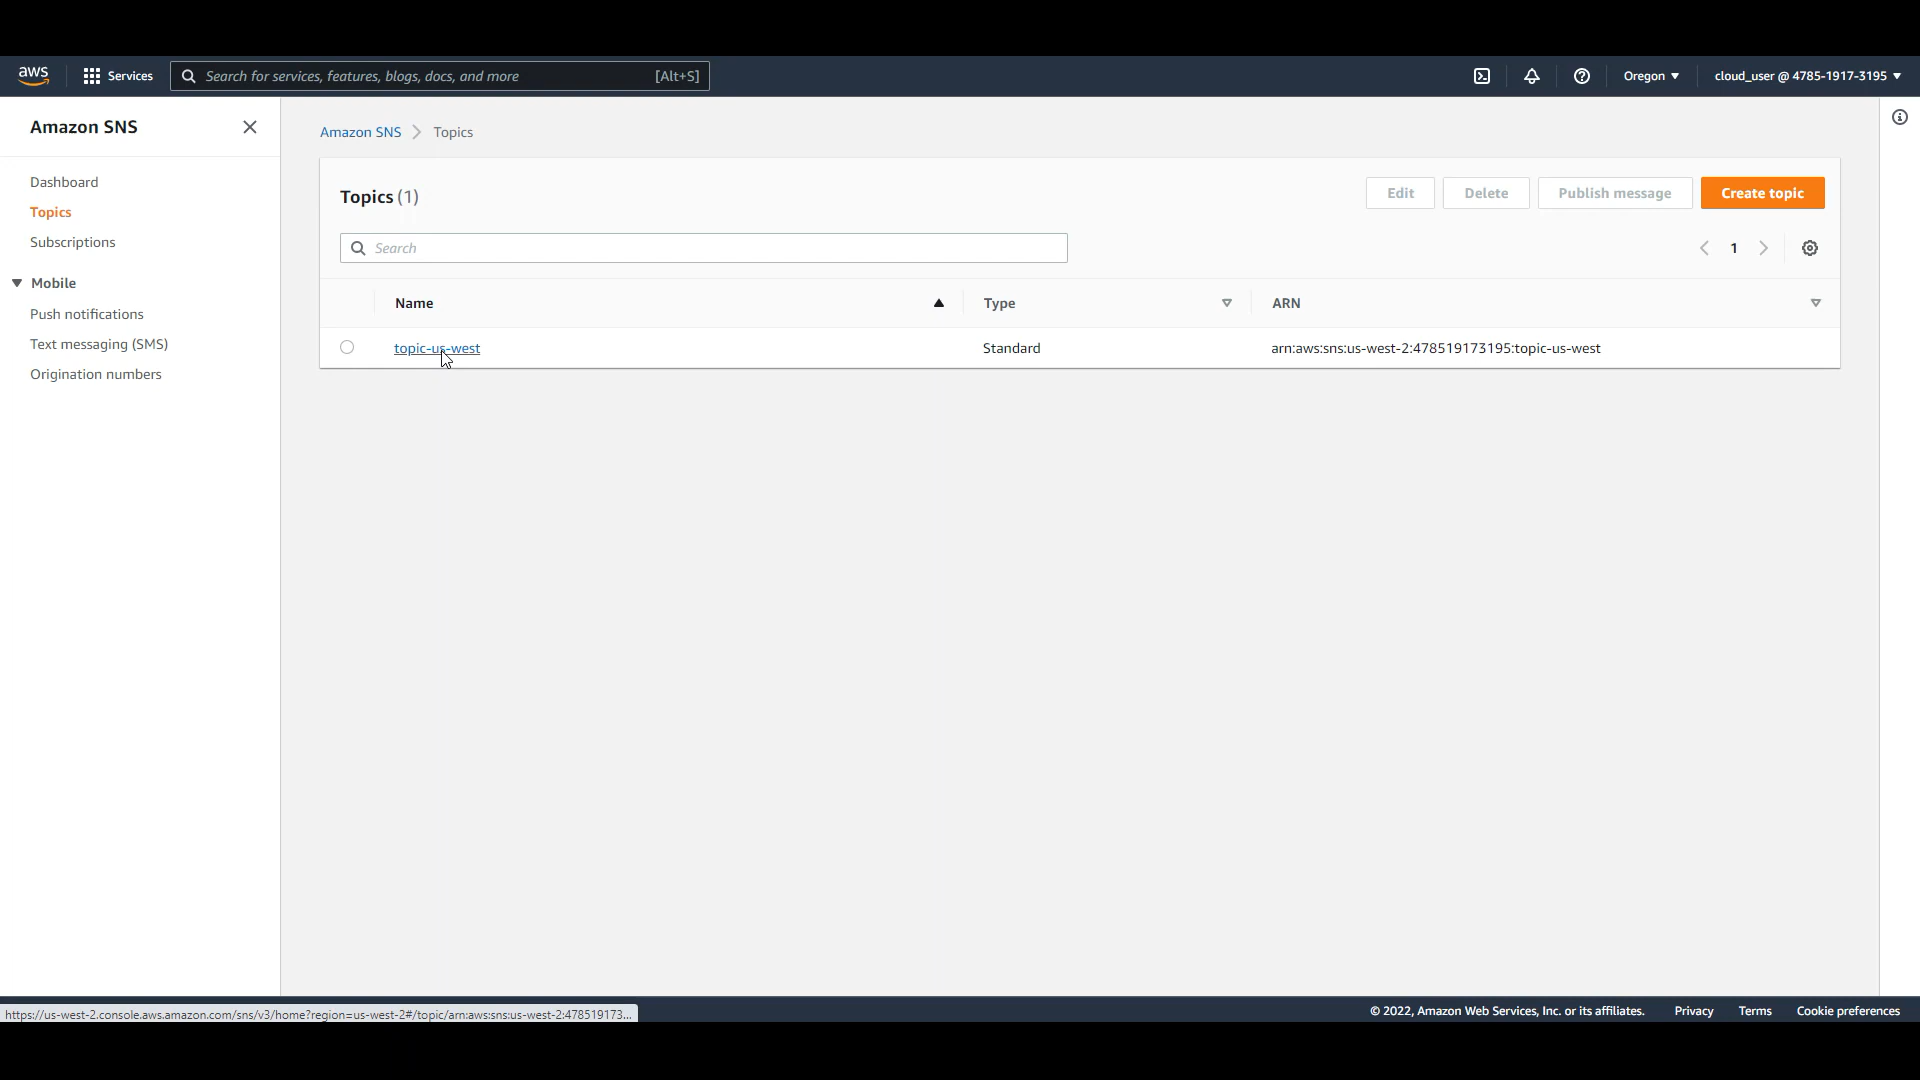 aws
Services
Search for services, features, blogs, docs, and more
[Alt+S]
Oregon
cloud_user @ 4785-1917-3195
Amazon SNS
Dashboard
Topics
Subscriptions
Mobile
Push notifications
Text messaging (SMS)
Origination numbers
Amazon SNS
Topics
Topics (1)
Edit
Delete
Publish message
Create topic
Search
1
Name
Type
ARN
topic-us-west
Standard
arn:aws:sns:us-west-2:478519173195:topic-us-west
https://us-west-2.console.aws.amazon.com/sns/v3/home?region=us-west-2#/topic/arn:aws:sns:us-west-2:478519173...
© 2022, Amazon Web Services, Inc. or its affiliates.
Privacy
Terms
Cookie preferences